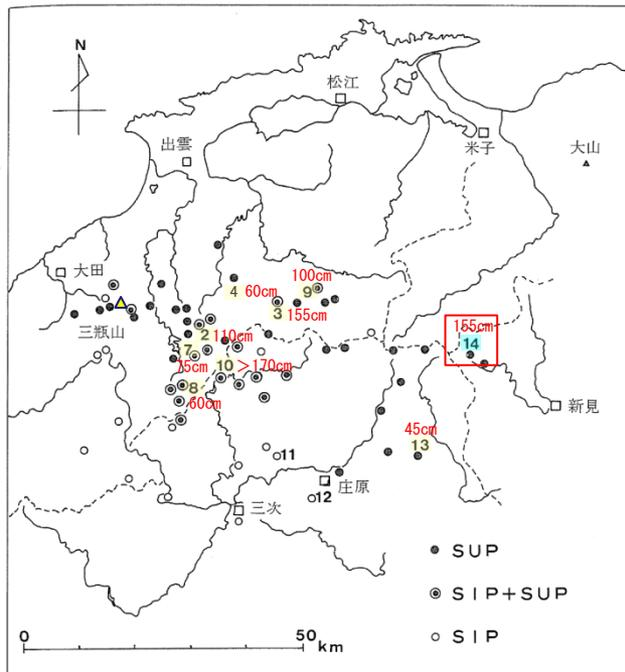 N
松江
出雲
米子
大山
大田
4 60cm
100cm
9
3 155cm
三瓶山
2
110cm
7
75cm
10 >170cm
8
60cm
155cm
14
新見
45cm
13
11
12
庄原
三次
SUP
SIP+SUP
SIP
0 50
km